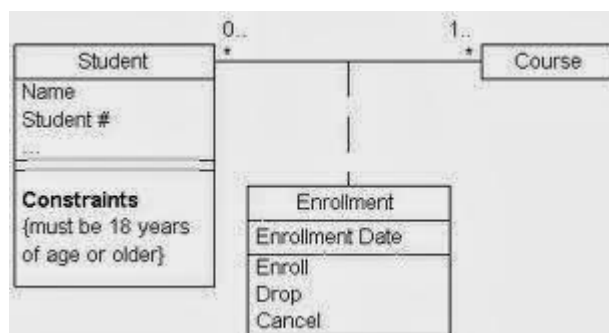 0..
*
1..
*
Student
Name
Student #
...
Constraints
{must be 18 years
of age or older}
Course
Enrollment
Enrollment Date
Enroll
Drop
Cancel